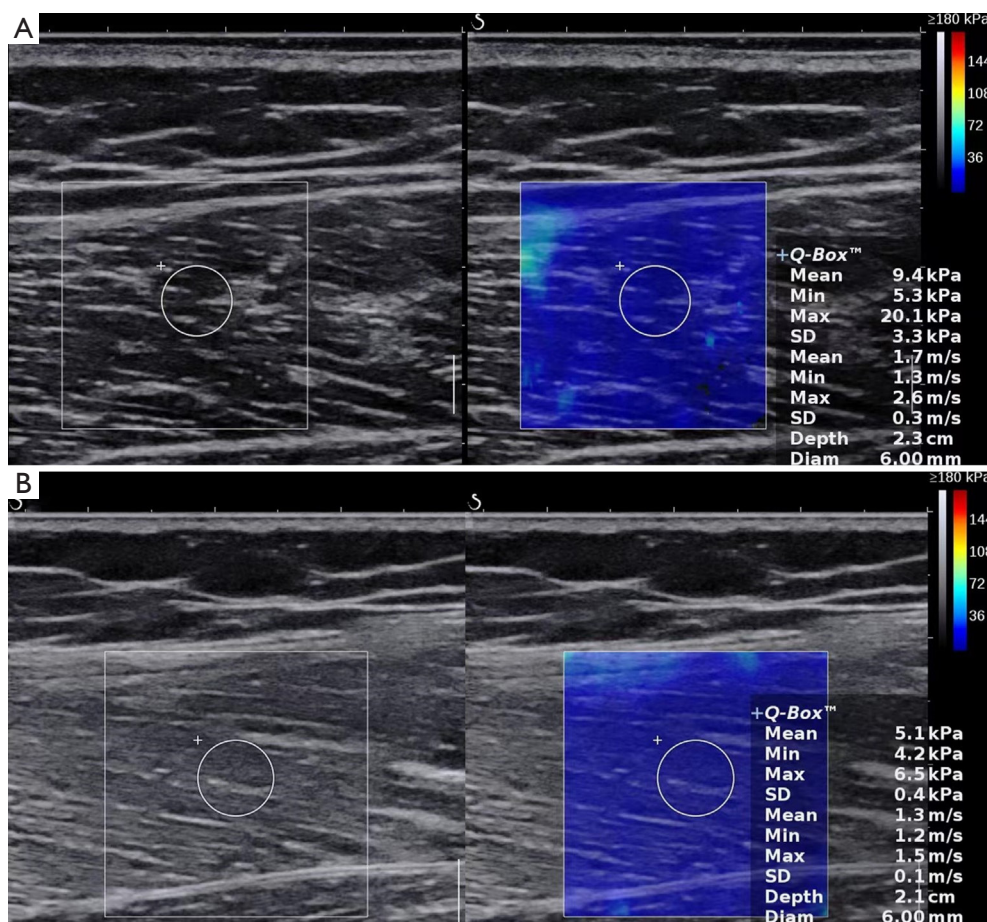 A
≥180 kPa
144
108
72
36
+Q-Box™
Mean 9.4 kPa
Min 5.3 kPa
Max 20.1 kPa
SD 3.3 kPa
Mean 1.7 m/s
Min 1.3 m/s
Max 2.6 m/s
SD 0.3 m/s
Depth 2.3 cm
Diam 6.00 mm
B
≥180 kPa
144
108
72
36
+Q-Box™
Mean 5.1 kPa
Min 4.2 kPa
Max 6.5 kPa
SD 0.4 kPa
Mean 1.3 m/s
Min 1.2 m/s
Max 1.5 m/s
SD 0.1 m/s
Depth 2.1 cm
Diam 6.00 mm